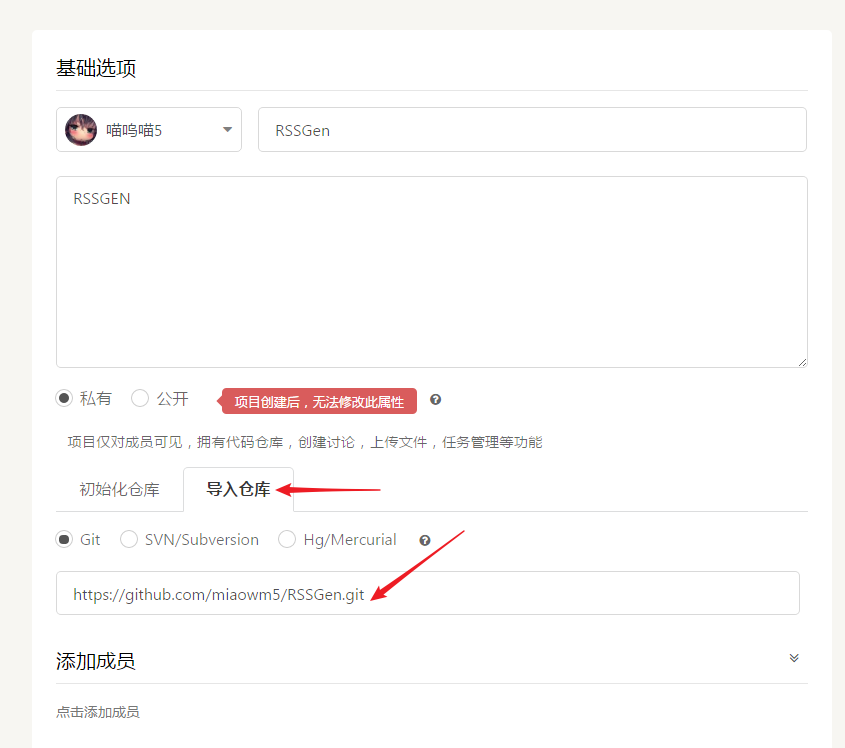 基础选项
喵呜喵5
RSSGen
RSSGEN
私有 公开 项目创建后，无法修改此属性
项目仅对成员可见，拥有代码仓库，创建讨论，上传文件，任务管理等功能
初始化仓库 导入仓库
Git SVN/Subversion Hg/Mercurial
https://github.com/miaowm5/RSSGen.git
添加成员
点击添加成员